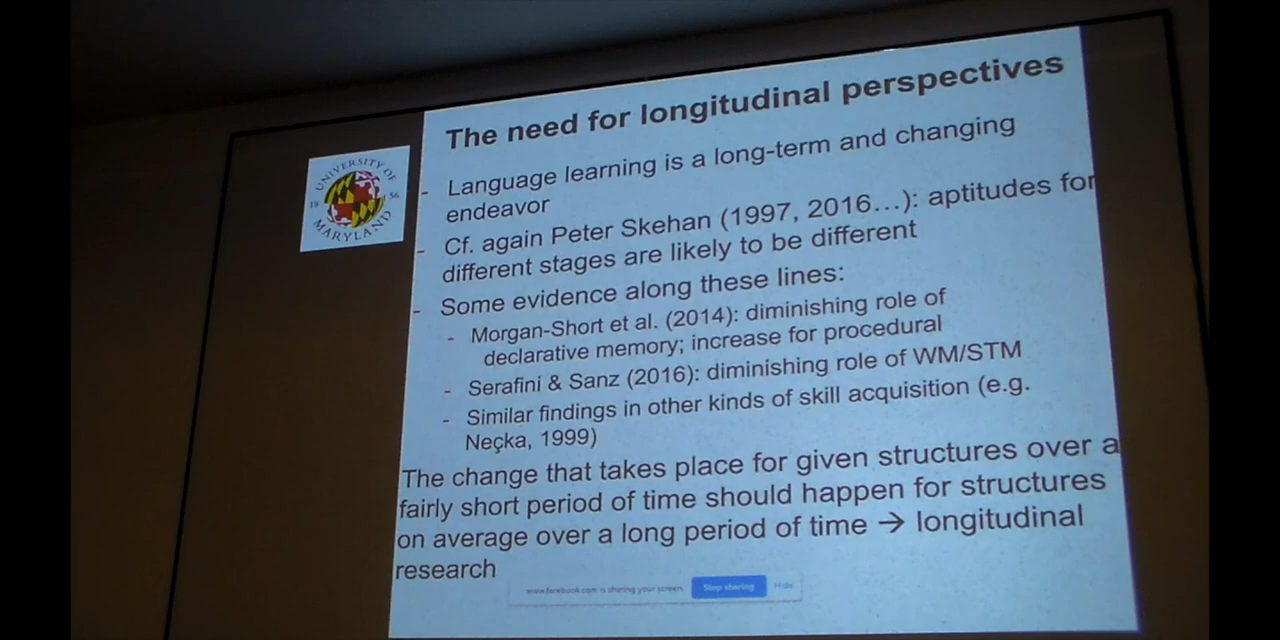 The need for longitudinal perspectives
UNIVERSITY OF
18 56
MARYLAND
- Language learning is a long-term and changing
endeavor
- Cf. again Peter Skehan (1997, 2016…): aptitudes for
different stages are likely to be different
- Some evidence along these lines:
- Morgan-Short et al. (2014): diminishing role of
declarative memory; increase for procedural
- Serafini & Sanz (2016): diminishing role of WM/STM
- Similar findings in other kinds of skill acquisition (e.g.
Neçka, 1999)
The change that takes place for given structures over a
fairly short period of time should happen for structures
on average over a long period of time → longitudinal
research
www.facebook.com is sharing your screen. Stop sharing Hide